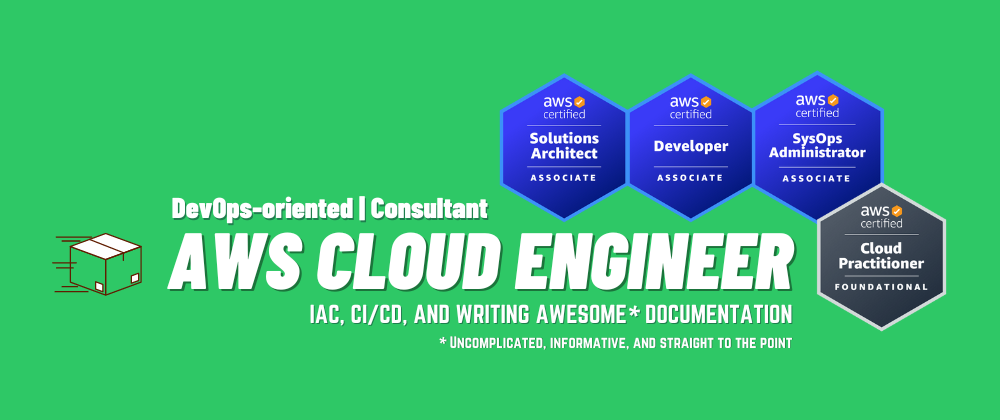 aws
certified
Solutions
Architect
ASSOCIATE
aws
certified
Developer
ASSOCIATE
aws
certified
SysOps
Administrator
ASSOCIATE
aws
certified
Cloud
Practitioner
FOUNDATIONAL
DevOps-oriented | Consultant
AWS CLOUD ENGINEER
IAC, CI/CD, AND WRITING AWESOME* DOCUMENTATION
* UNCOMPLICATED, INFORMATIVE, AND STRAIGHT TO THE POINT